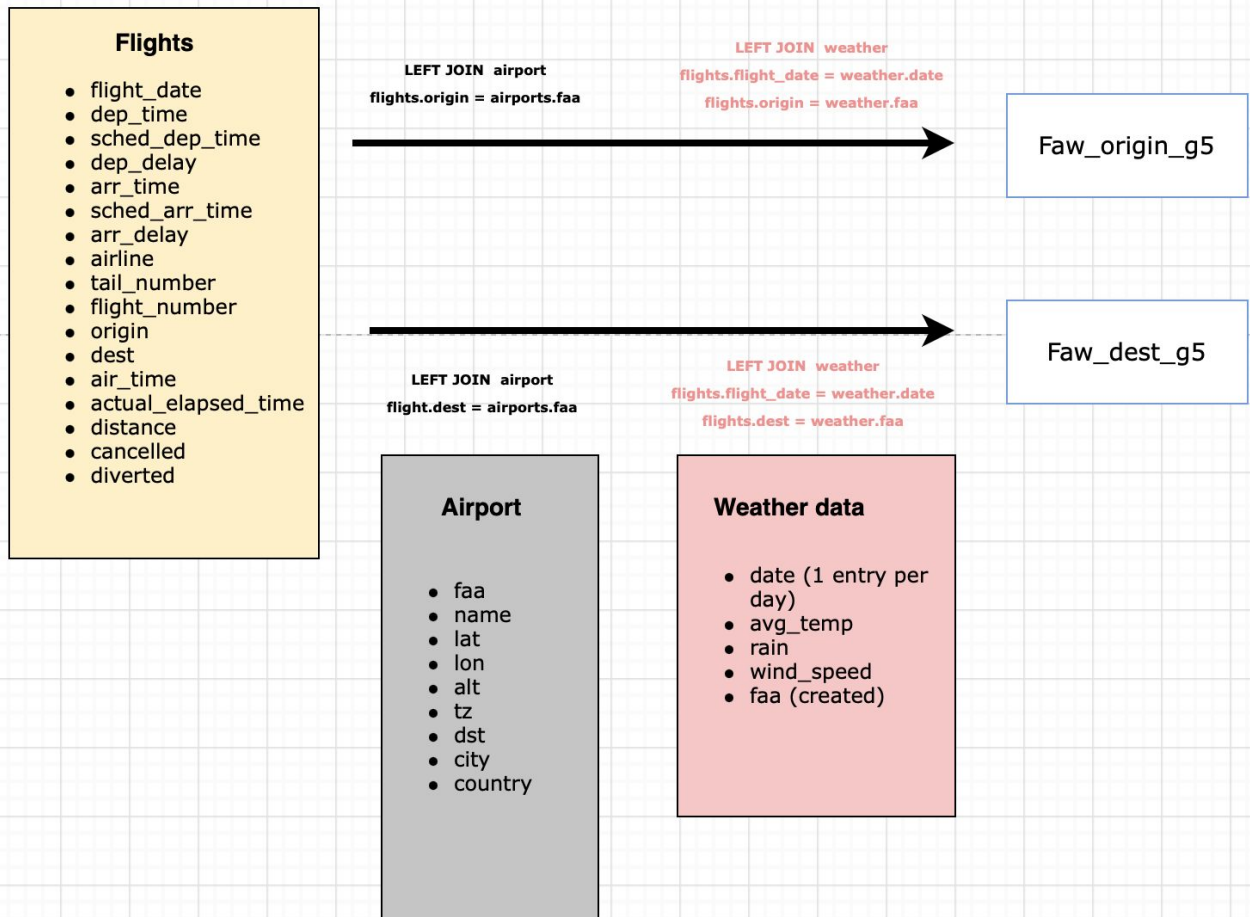 Flights
flight_date
dep_time
sched_dep_time
dep_delay
arr_time
sched_arr_time
arr_delay
airline
tail_number
flight_number
origin
dest
air_time
actual_elapsed_time
distance
cancelled
diverted
LEFT JOIN airport
flights.origin = airports.faa
LEFT JOIN weather
flights.flight_date = weather.date
flights.origin = weather.faa
Faw_origin_g5
LEFT JOIN airport
flight.dest = airports.faa
LEFT JOIN weather
flights.flight_date = weather.date
flights.dest = weather.faa
Faw_dest_g5
Airport
faa
name
lat
lon
alt
tz
dst
city
country
Weather data
date (1 entry per
day)
avg_temp
rain
wind_speed
faa (created)